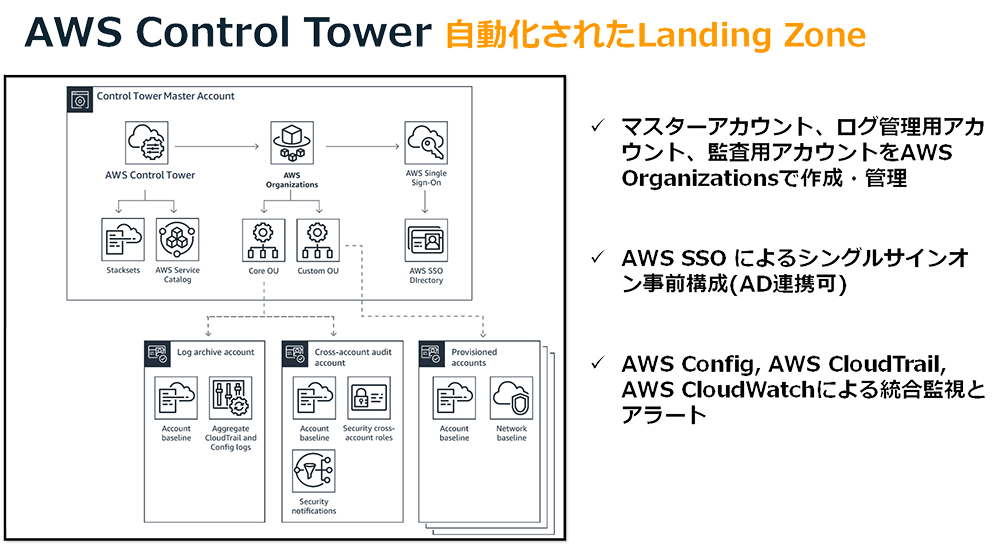 AWS Control Tower 自動化されたLanding Zone
Control Tower Master Account
AWS Control Tower
AWS
Organizations
AWS Single
Sign-On
Stacksets
AWS Service
Catalog
Core OU
Custom OU
AWS SSO
Directory
Log archive account
Account
baseline
Aggregate
CloudTrail and
Config logs
Cross-account audit
account
Account
baseline
Security cross-
account roles
Security
notifications
Provisioned
accounts
Account
baseline
Network
baseline
✓ マスターアカウント、ログ管理用アカ
ウント、監査用アカウントをAWS
Organizationsで作成・管理
✓ AWS SSO によるシングルサインオ
ン事前構成(AD連携可)
✓ AWS Config, AWS CloudTrail,
AWS CloudWatchによる統合監視と
アラート